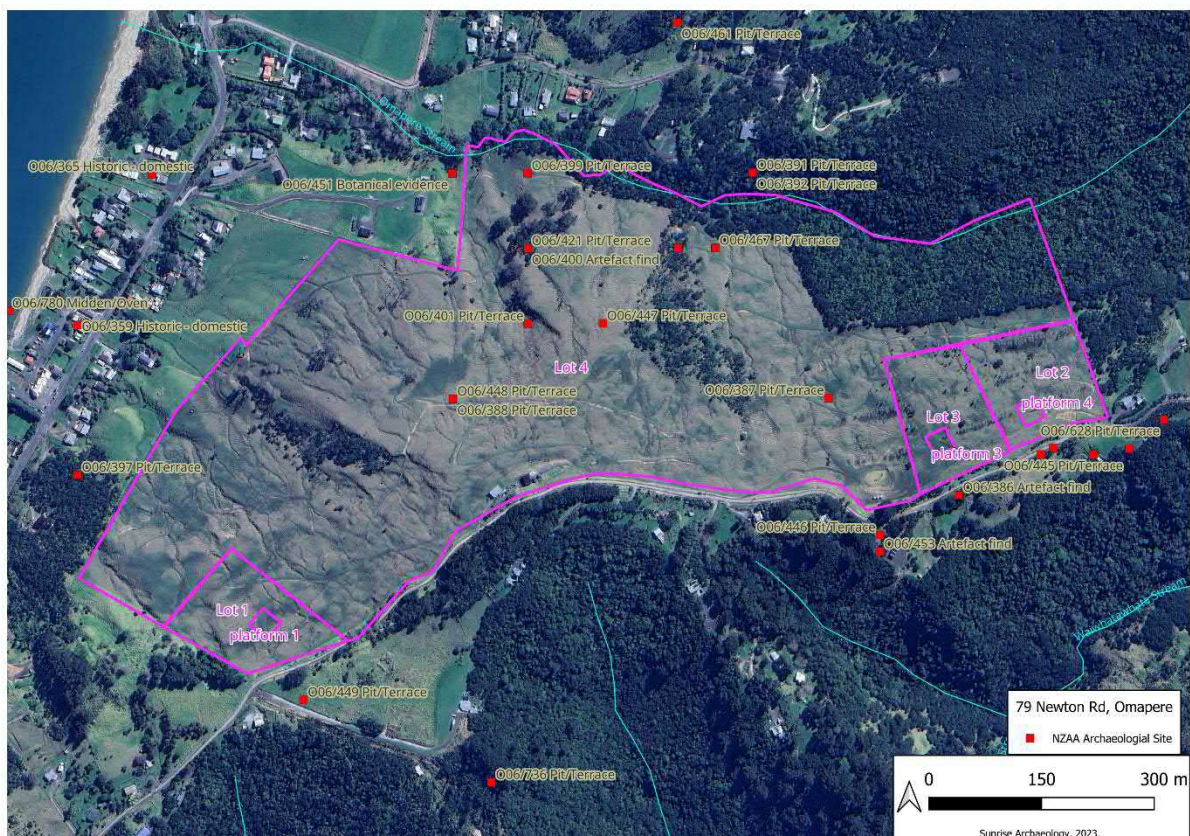 O06/461 Pit/Terrace
Omapere Stream
O06/365 Historic - domestic
O06/451 Botanical evidence
O06/399 Pit/Terrace
O06/391 Pit/Terrace
O06/392 Pit/Terrace
O06/421 Pit/Terrace
O06/400 Artefact find
O06/467 Pit/Terrace
O06/780 Midden/Oven
O06/359 Historic - domestic
O06/401 Pit/Terrace
O06/447 Pit/Terrace
Lot 4
Lot 2
O06/448 Pit/Terrace
O06/388 Pit/Terrace
O06/387 Pit/Terrace
platform 4
Lot 3
O06/628 Pit/Terrace
platform 3
O06/445 Pit/Terrace
O06/397 Pit/Terrace
O06/386 Artefact find
O06/446 Pit/Terrace
O06/453 Artefact find
Waiwhatawhata Stream
Lot 1
platform 1
O06/449 Pit/Terrace
O06/736 Pit/Terrace
79 Newton Rd, Omapere
NZAA Archaeologial Site
0 150 300 m
Sunrise Archaeology, 2023.